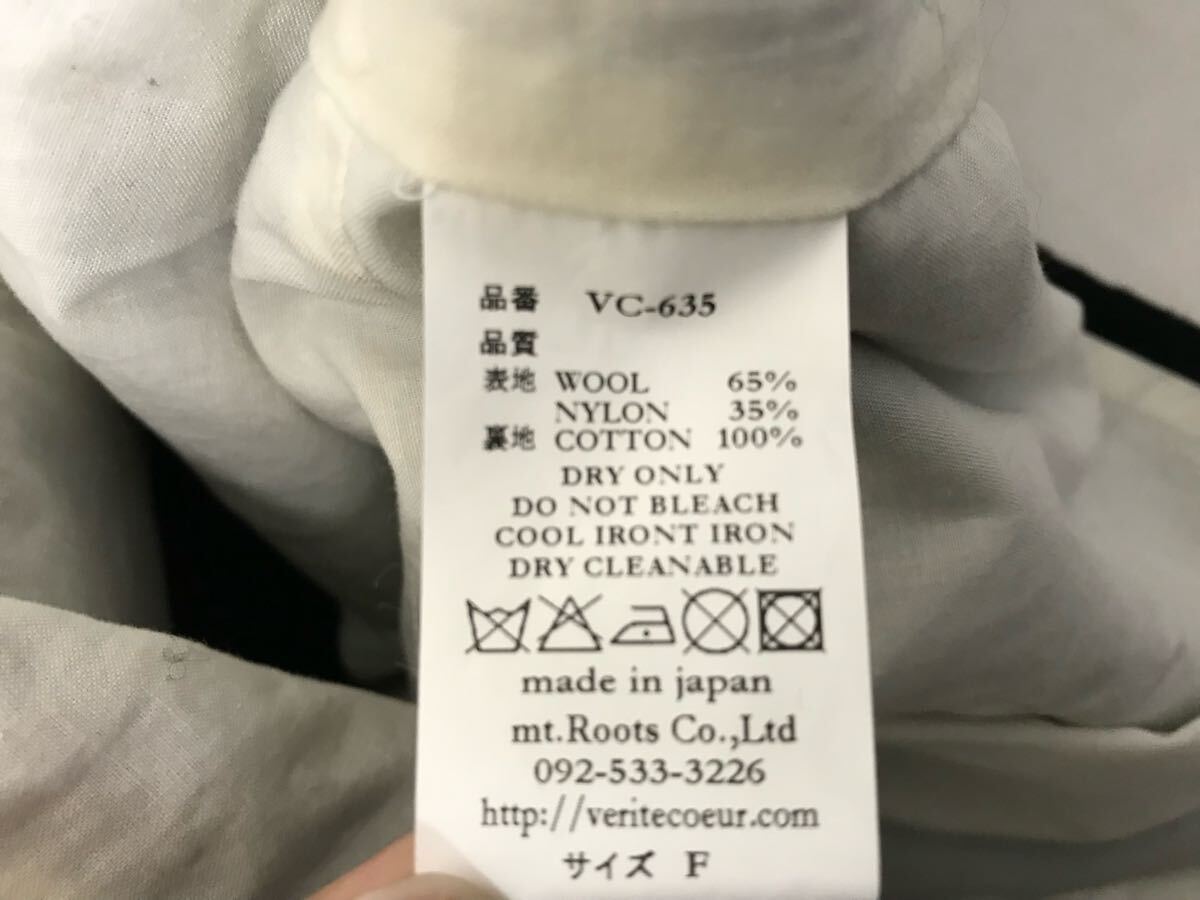 品番 VC-635
品質
表地 WOOL 65%
NYLON 35%
裏地 COTTON 100%
DRY ONLY
DO NOT BLEACH
COOL IRONT IRON
DRY CLEANABLE
made in japan
mt.Roots Co.,Ltd
092-533-3226
http://veritecoeur.com
サイズ F